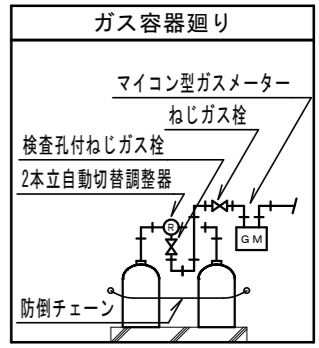 ガス容器廻り
マイコン型ガスメーター
ねじガス栓
検査孔付ねじガス栓
2本立自動切替調整器
R
GM
防倒チェーン